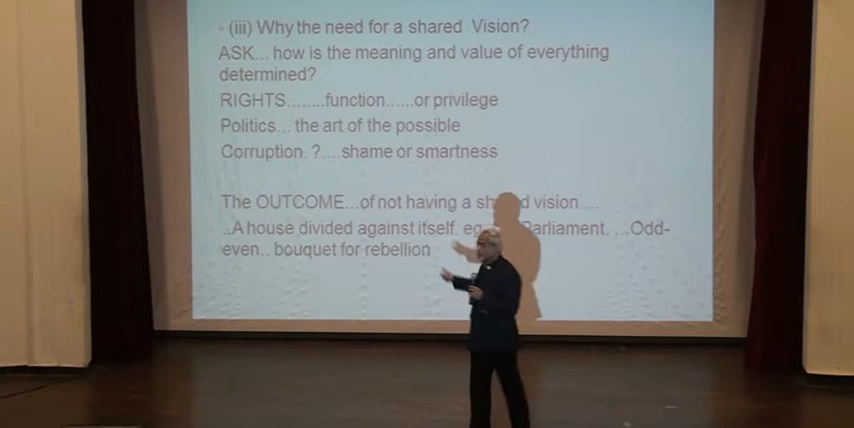 (iii) Why the need for a shared Vision?
ASK... how is the meaning and value of everything
determined?
RIGHTS........function......or privilege
Politics... the art of the possible
Corruption. ?....shame or smartness
The OUTCOME...of not having a vision....
..A house divided against itself. Parliament. ...Odd-
even.. bouquet for rebellion